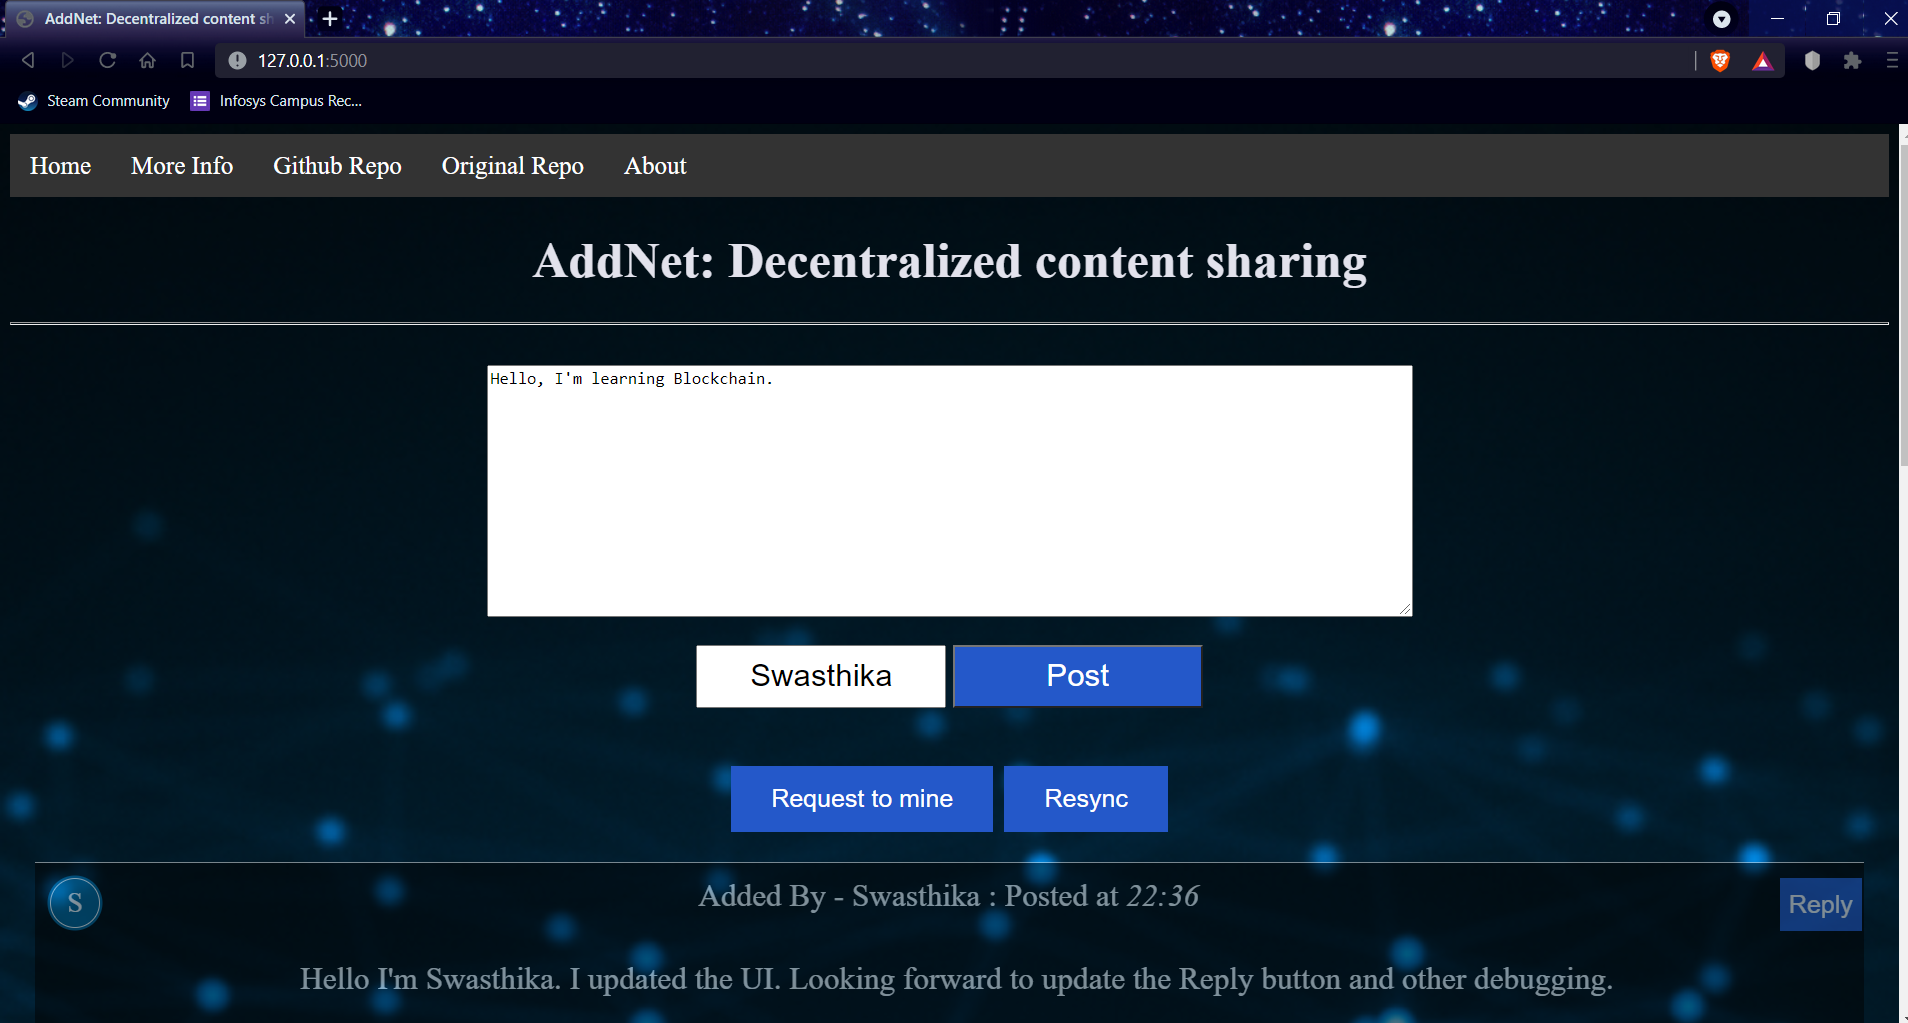 AddNet: Decentralized content sh
127.0.0.1:5000
Steam Community Infosys Campus Rec...
Home More Info Github Repo Original Repo About
AddNet: Decentralized content sharing
Hello, I'm learning Blockchain.
Swasthika Post
Request to mine Resync
S Added By - Swasthika : Posted at 22:36 Reply
Hello I'm Swasthika. I updated the UI. Looking forward to update the Reply button and other debugging.